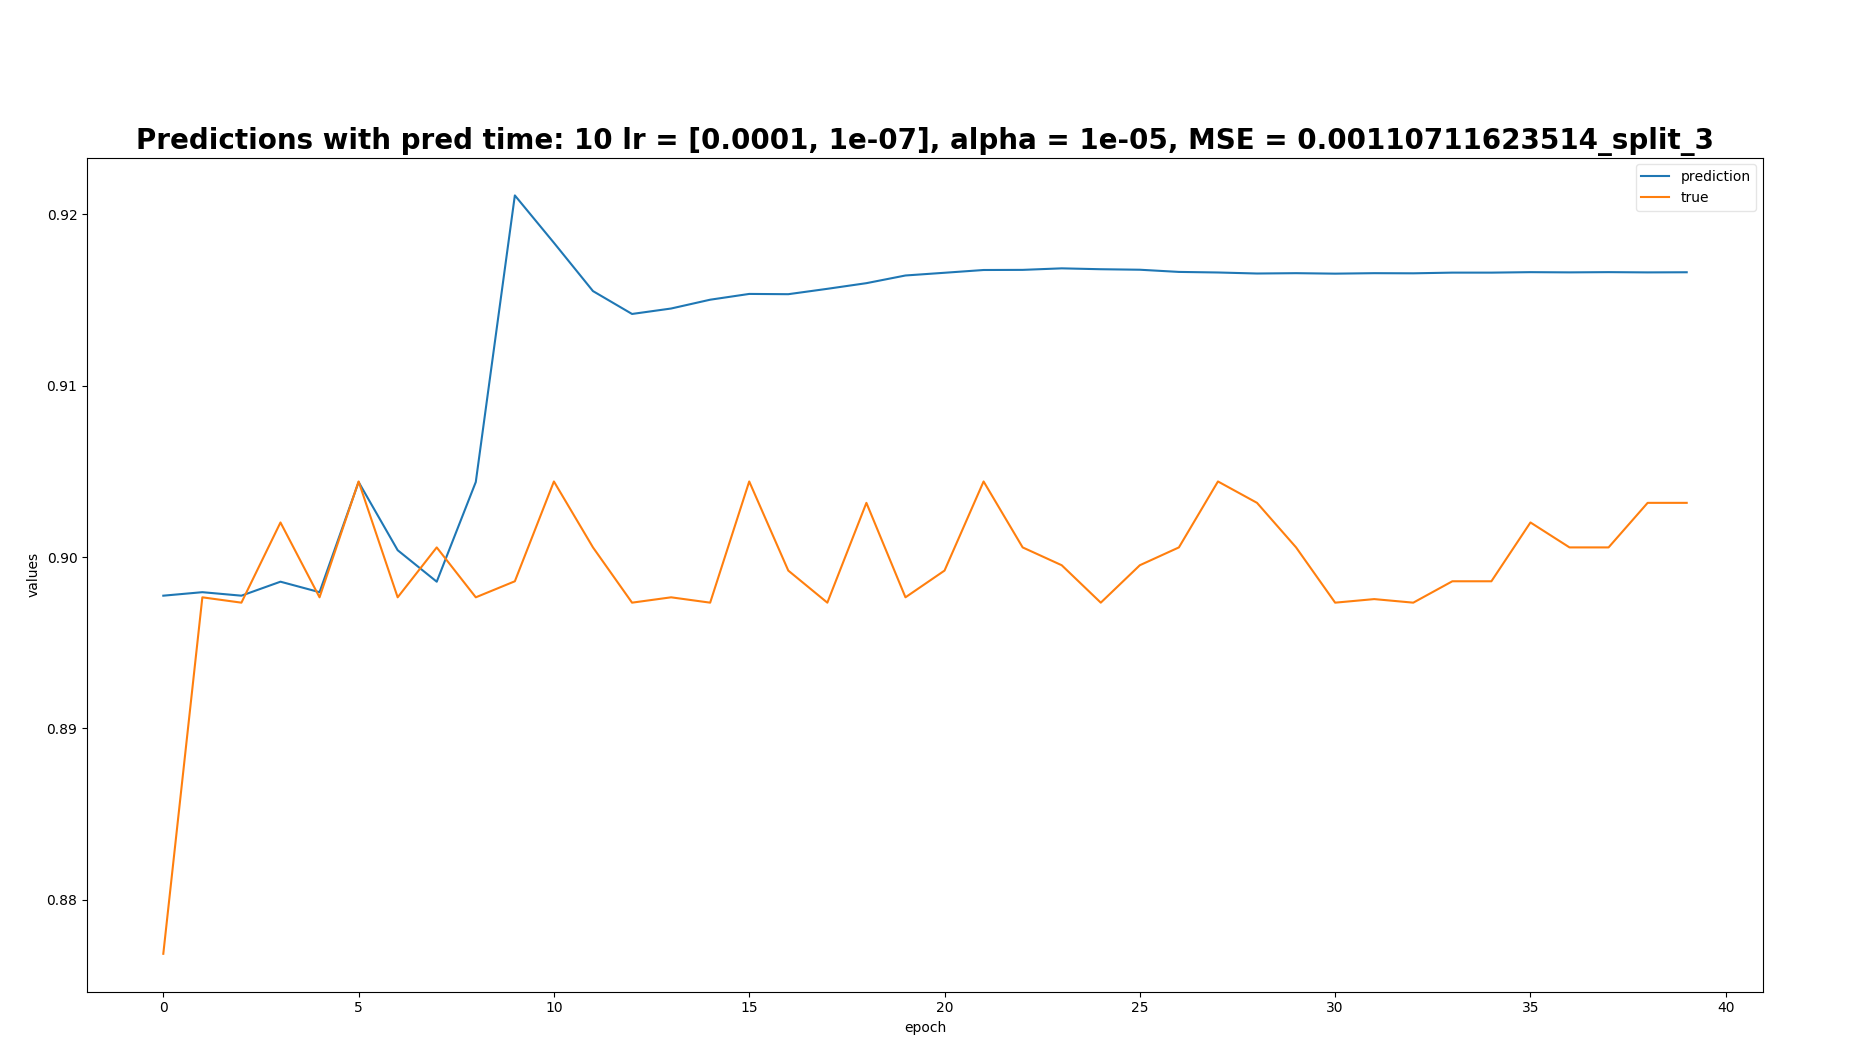 Predictions with pred time: 10 lr = [0.0001, 1e-07], alpha = 1e-05, MSE = 0.00110711623514_split_3
prediction
true
0.92
0.91
0.90
0.89
0.88
values
0 5 10 15 20 25 30 35 40
epoch